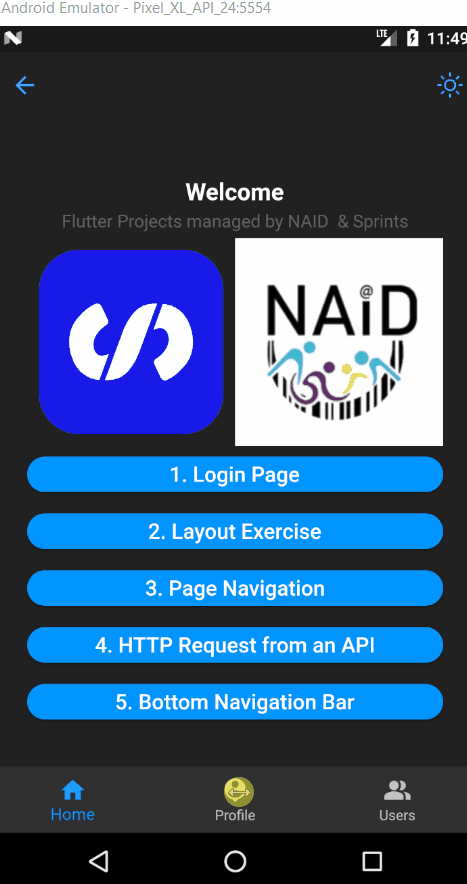 Android Emulator - Pixel_XL_API_24:5554
LTE 11:49
Welcome
Flutter Projects managed by NAID & Sprints
NAiD
@
1. Login Page
2. Layout Exercise
3. Page Navigation
4. HTTP Request from an API
5. Bottom Navigation Bar
Home Profile Users